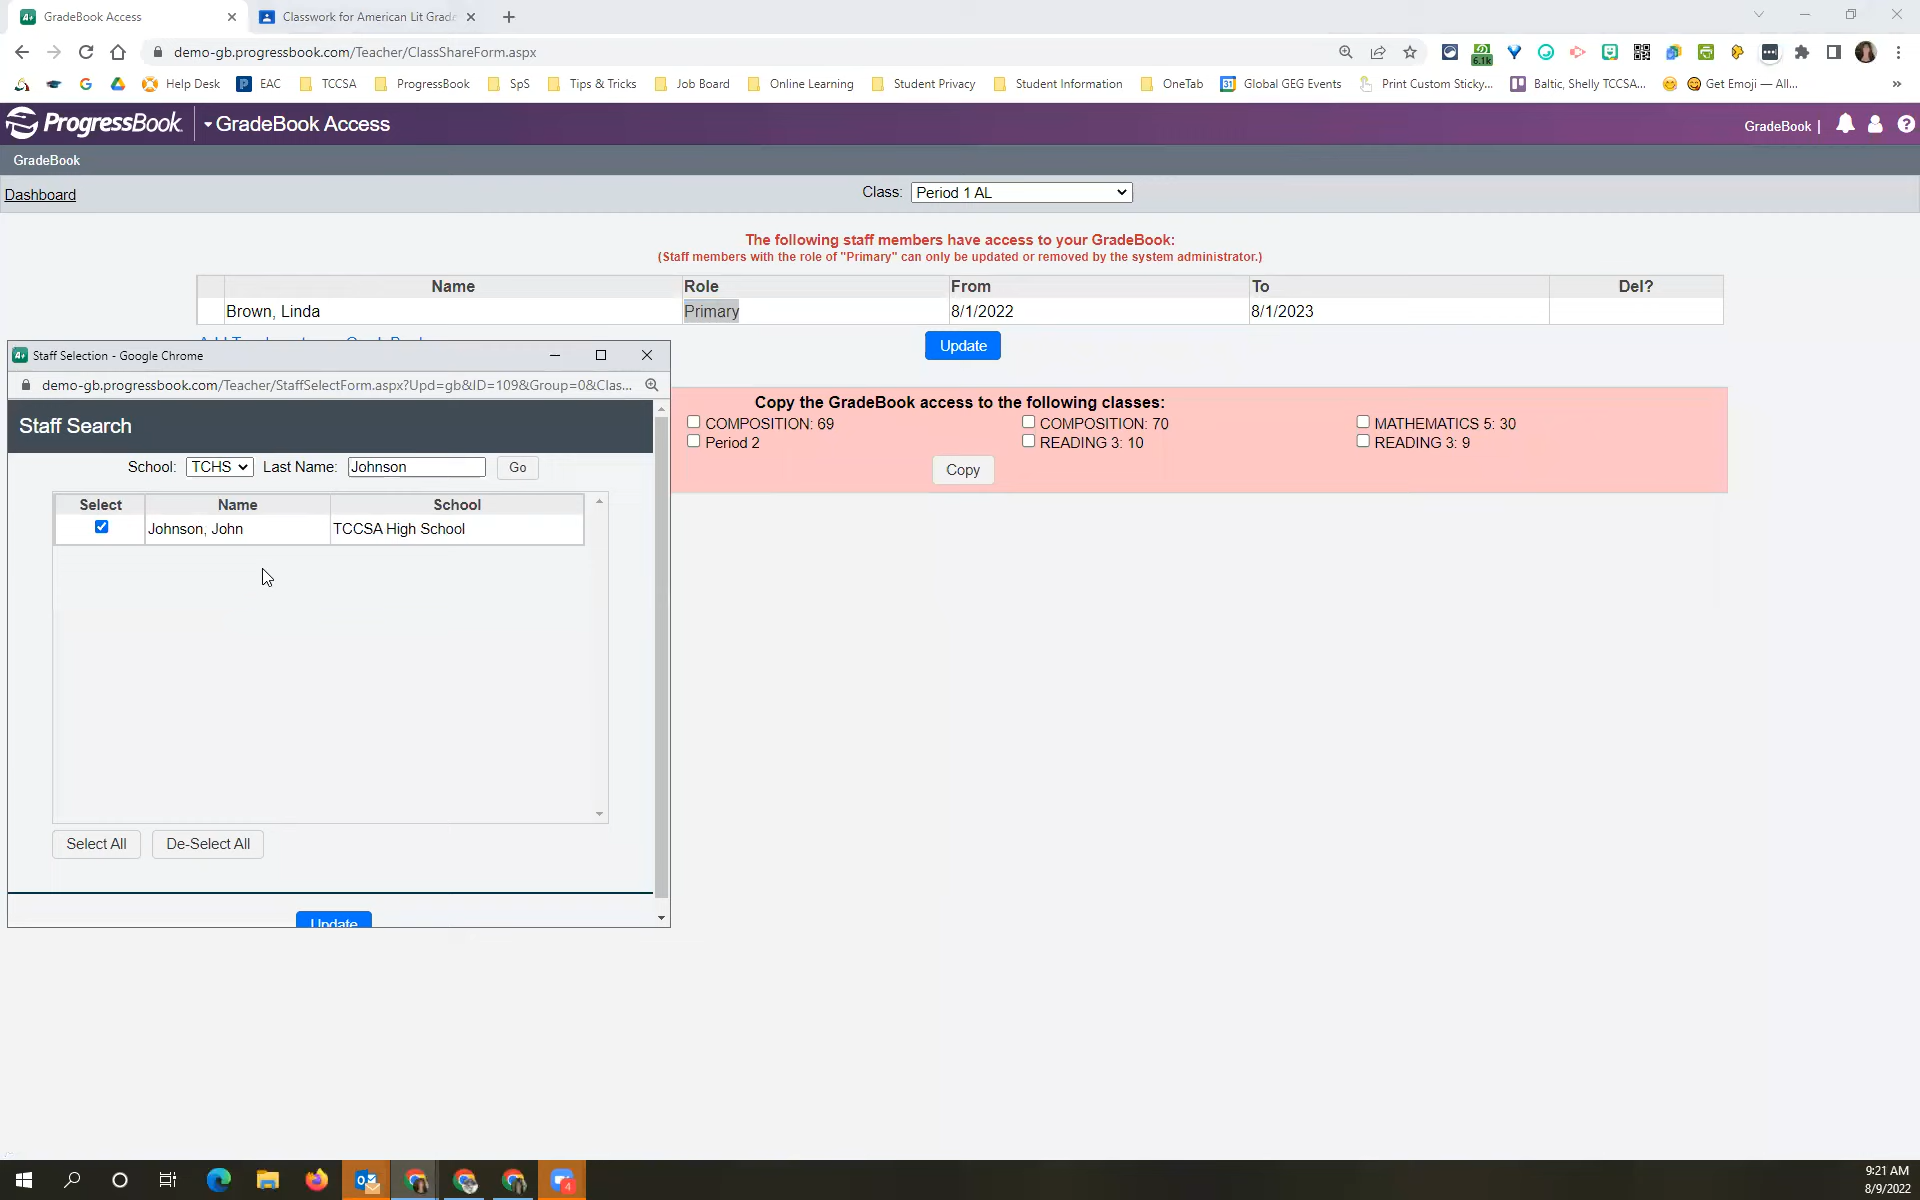 GradeBook Access
Classwork for American Lit Grade
demo-gb.progressbook.com/Teacher/ClassShareForm.aspx
6.1k
Help Desk
EAC
TCCSA
ProgressBook
SpS
Tips & Tricks
Job Board
Online Learning
Student Privacy
Student Information
OneTab
31 Global GEG Events
Print Custom Sticky...
Baltic, Shelly TCCSA...
Get Emoji — All...
»
ProgressBook
GradeBook Access
GradeBook |
GradeBook
Dashboard
Class: Period 1 AL
The following staff members have access to your GradeBook:
(Staff members with the role of "Primary" can only be updated or removed by the system administrator.)
Name Role From To Del?
Brown, Linda Primary 8/1/2022 8/1/2023
Update
Copy the GradeBook access to the following classes:
COMPOSITION: 69 COMPOSITION: 70 MATHEMATICS 5: 30
Period 2 READING 3: 10 READING 3: 9
Copy
Staff Selection - Google Chrome
demo-gb.progressbook.com/Teacher/StaffSelectForm.aspx?Upd=gb&ID=109&Group=0&Clas...
Staff Search
School: TCHS Last Name: Johnson Go
Select Name School
Johnson, John TCCSA High School
Select All De-Select All
Update
9:21 AM
8/9/2022